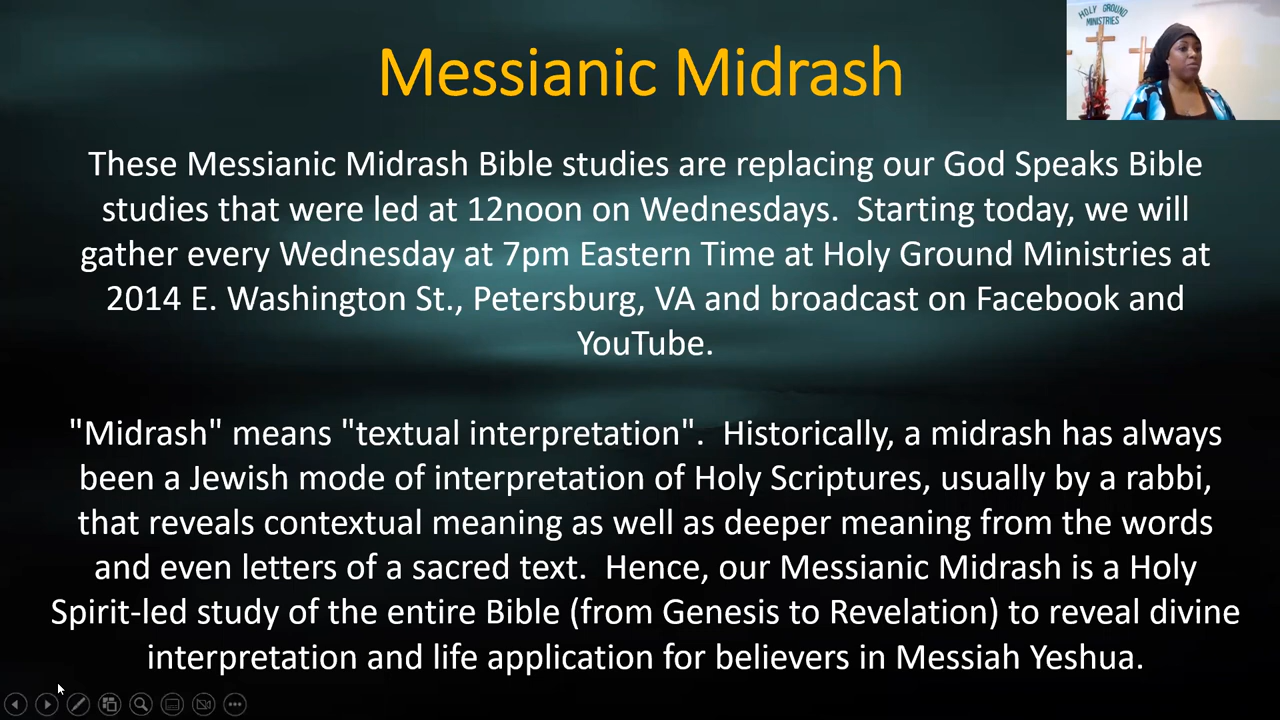 HOLY GROUND
MINISTRIES
Messianic Midrash
These Messianic Midrash Bible studies are replacing our God Speaks Bible
studies that were led at 12noon on Wednesdays.  Starting today, we will
gather every Wednesday at 7pm Eastern Time at Holy Ground Ministries at
2014 E. Washington St., Petersburg, VA and broadcast on Facebook and
YouTube.
"Midrash" means "textual interpretation".  Historically, a midrash has always
been a Jewish mode of interpretation of Holy Scriptures, usually by a rabbi,
that reveals contextual meaning as well as deeper meaning from the words
and even letters of a sacred text.  Hence, our Messianic Midrash is a Holy
Spirit-led study of the entire Bible (from Genesis to Revelation) to reveal divine
interpretation and life application for believers in Messiah Yeshua.